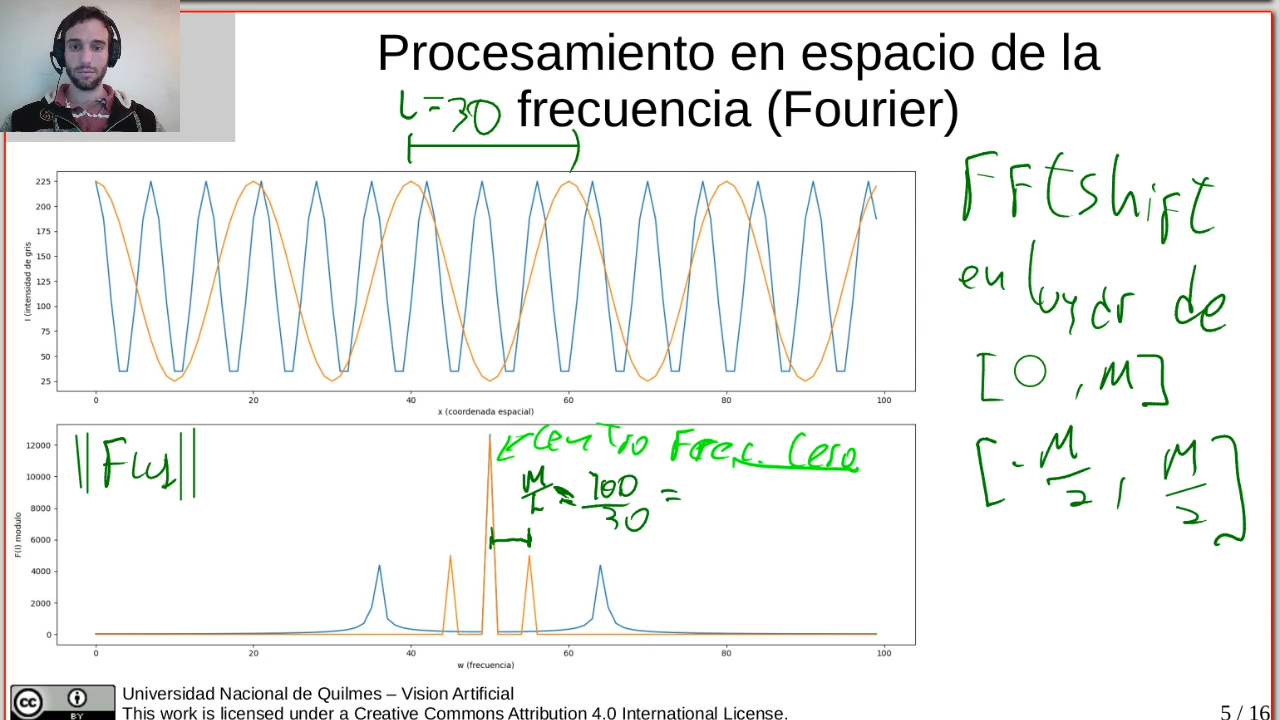 Procesamiento en espacio de la
frecuencia (Fourier)
L=30
FFtshift
en lugar de
[0, M]
[-M/2, M/2]
I (intensidad de gris)
225
200
175
150
125
100
75
50
25
0 20 40 60 80 100
x (coordenada espacial)
F(I) modulo
12000
10000
8000
6000
4000
2000
0
Centro Frec. Cero
M/L = 100/30 =
0 20 40 60 80 100
w (frecuencia)
cc BY
Universidad Nacional de Quilmes – Vision Artificial
This work is licensed under a Creative Commons Attribution 4.0 International License.
5 / 16